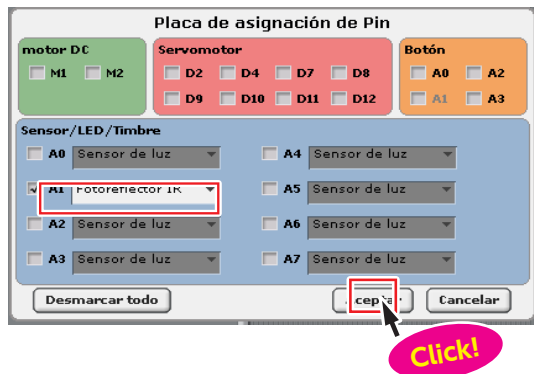 Placa de asignación de Pin
motor DC
M1 M2
Servomotor
D2 D4 D7 D8
D9 D10 D11 D12
Botón
A0 A2
A1 A3
Sensor/LED/Timbre
A0 Sensor de luz
A4 Sensor de luz
A1 Fotoreflector IR
A5 Sensor de luz
A2 Sensor de luz
A6 Sensor de luz
A3 Sensor de luz
A7 Sensor de luz
Desmarcar todo
Aceptar
Cancelar
Click!